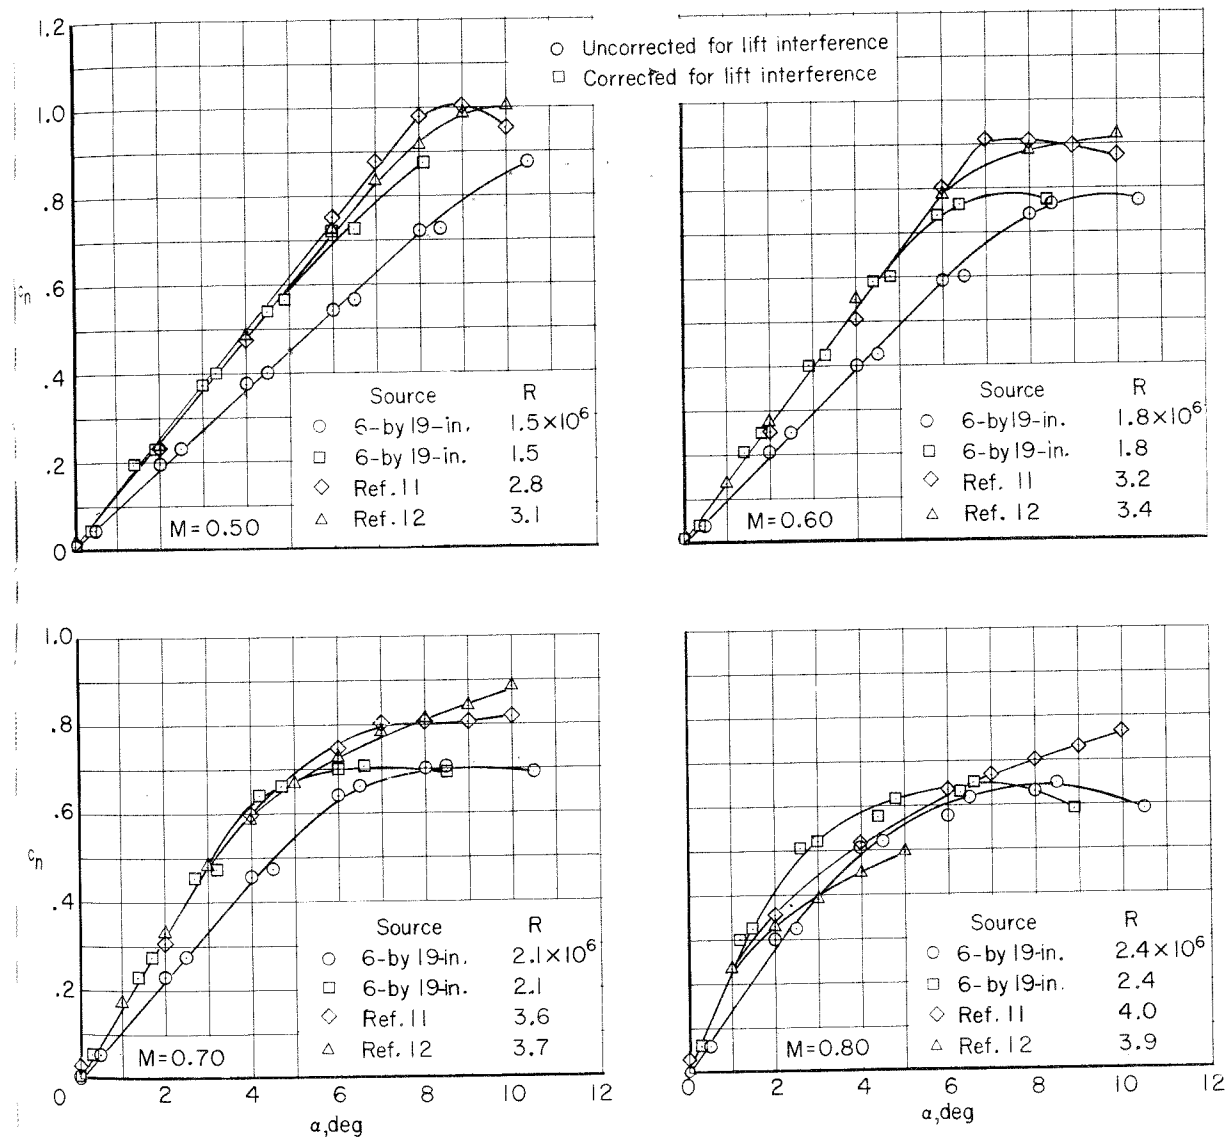 ○ Uncorrected for lift interference
□ Corrected for lift interference
1.2
1.0
.8
.6
.4
.2
0
cn
Source R
○ 6-by 19-in. 1.5×10⁶
□ 6-by 19-in. 1.5
◇ Ref. 11 2.8
△ Ref. 12 3.1
M=0.50
Source R
○ 6-by 19-in. 1.8×10⁶
□ 6-by 19-in. 1.8
◇ Ref. 11 3.2
△ Ref. 12 3.4
M=0.60
1.0
.8
.6
.4
.2
0
cn
Source R
○ 6-by 19-in. 2.1×10⁶
□ 6-by 19-in. 2.1
◇ Ref. 11 3.6
△ Ref. 12 3.7
M=0.70
0 2 4 6 8 10 12
α, deg
Source R
○ 6-by 19-in. 2.4×10⁶
□ 6-by 19-in. 2.4
◇ Ref. 11 4.0
△ Ref. 12 3.9
M=0.80
0 2 4 6 8 10 12
α, deg